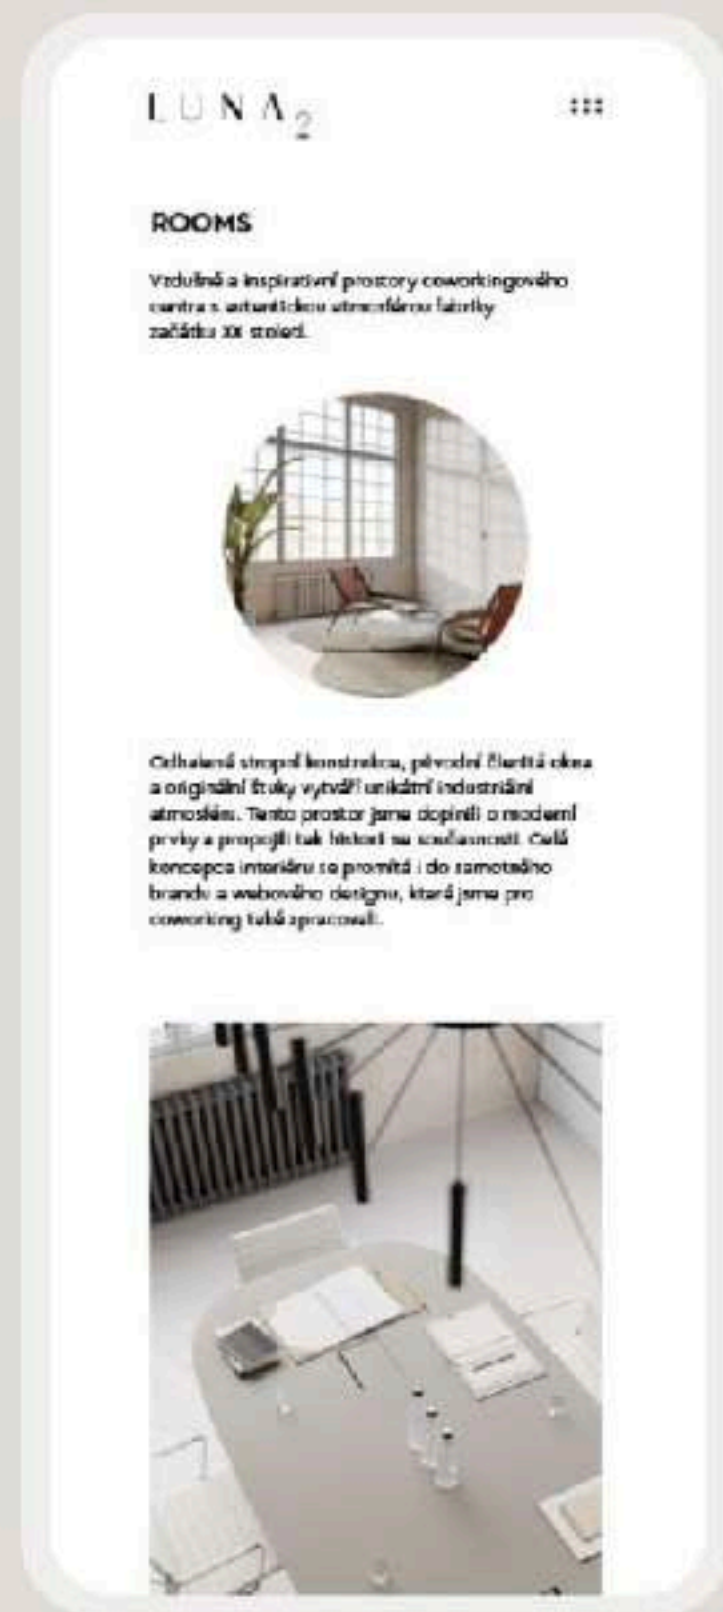 LUNA2
ROOMS
Vzdušné a inspirativní prostory coworkingového
centra s autentickou atmosférou fabriky
začátku XX století.
Odhalená stropní konstrukce, původní členitá okna
a originální štuky vytváří unikátní industriální
atmosféru. Tento prostor jsme doplnili o moderní
prvky a propojili tak historii se současností. Celá
koncepce interiéru se promítá i do samotného
brandu a webového designu, které jsme pro
coworking také zpracovali.